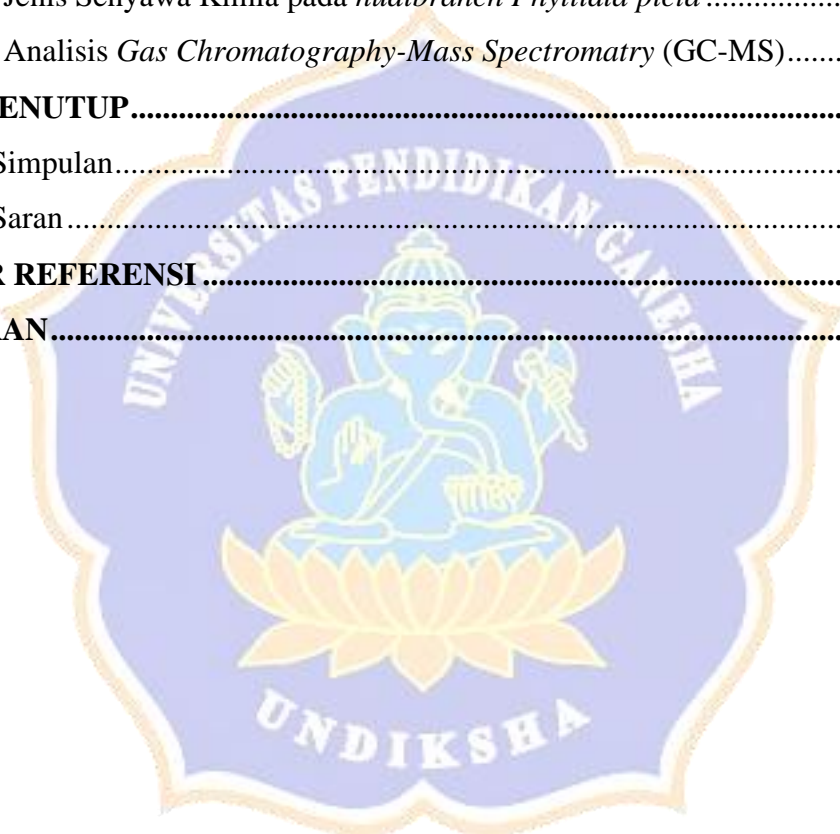 Jenis Senyawa Kimia pada nudibranch Phyllidia picta ................
Analisis Gas Chromatography-Mass Spectromatry (GC-MS) .......
ENUTUP ................................................................................
Simpulan ................................................................................
Saran ................................................................................
R REFERENSI ................................................................................
RAN ................................................................................
UNIVERSITAS PENDIDIKAN GANESHA
UNDIKSHA